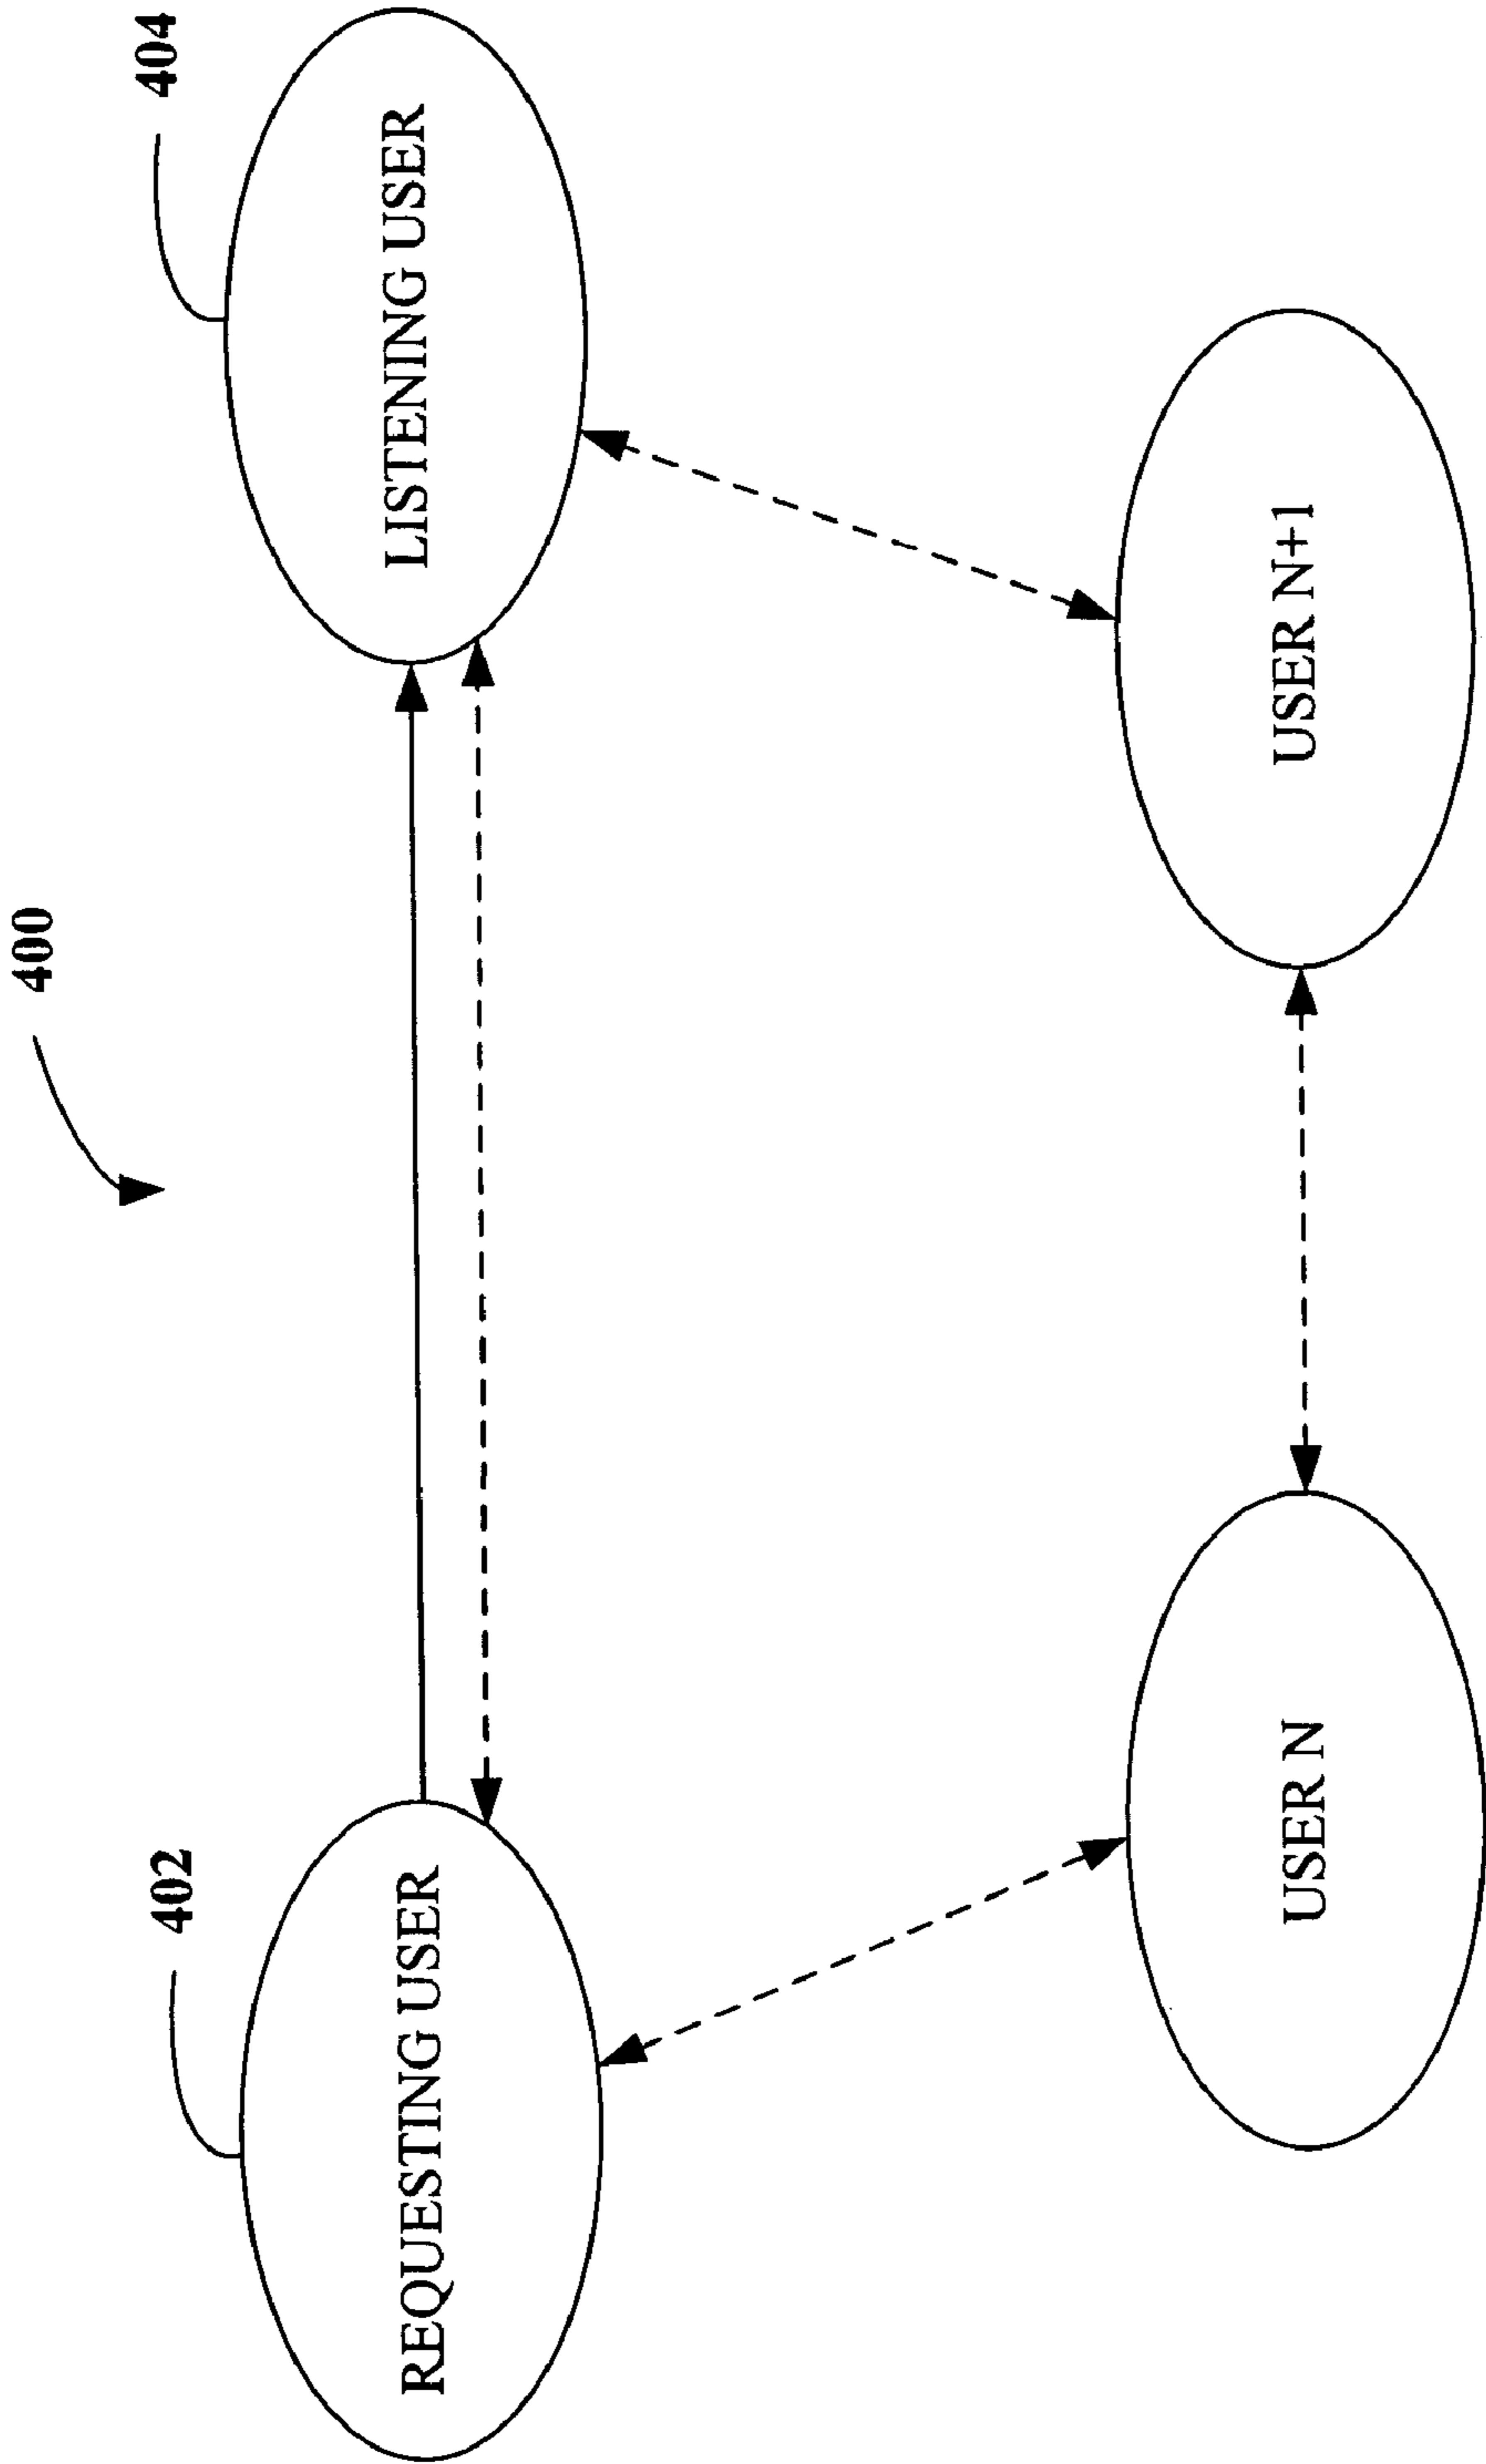 400
402
404
REQUESTING USER
LISTENING USER
USER N
USER N+1